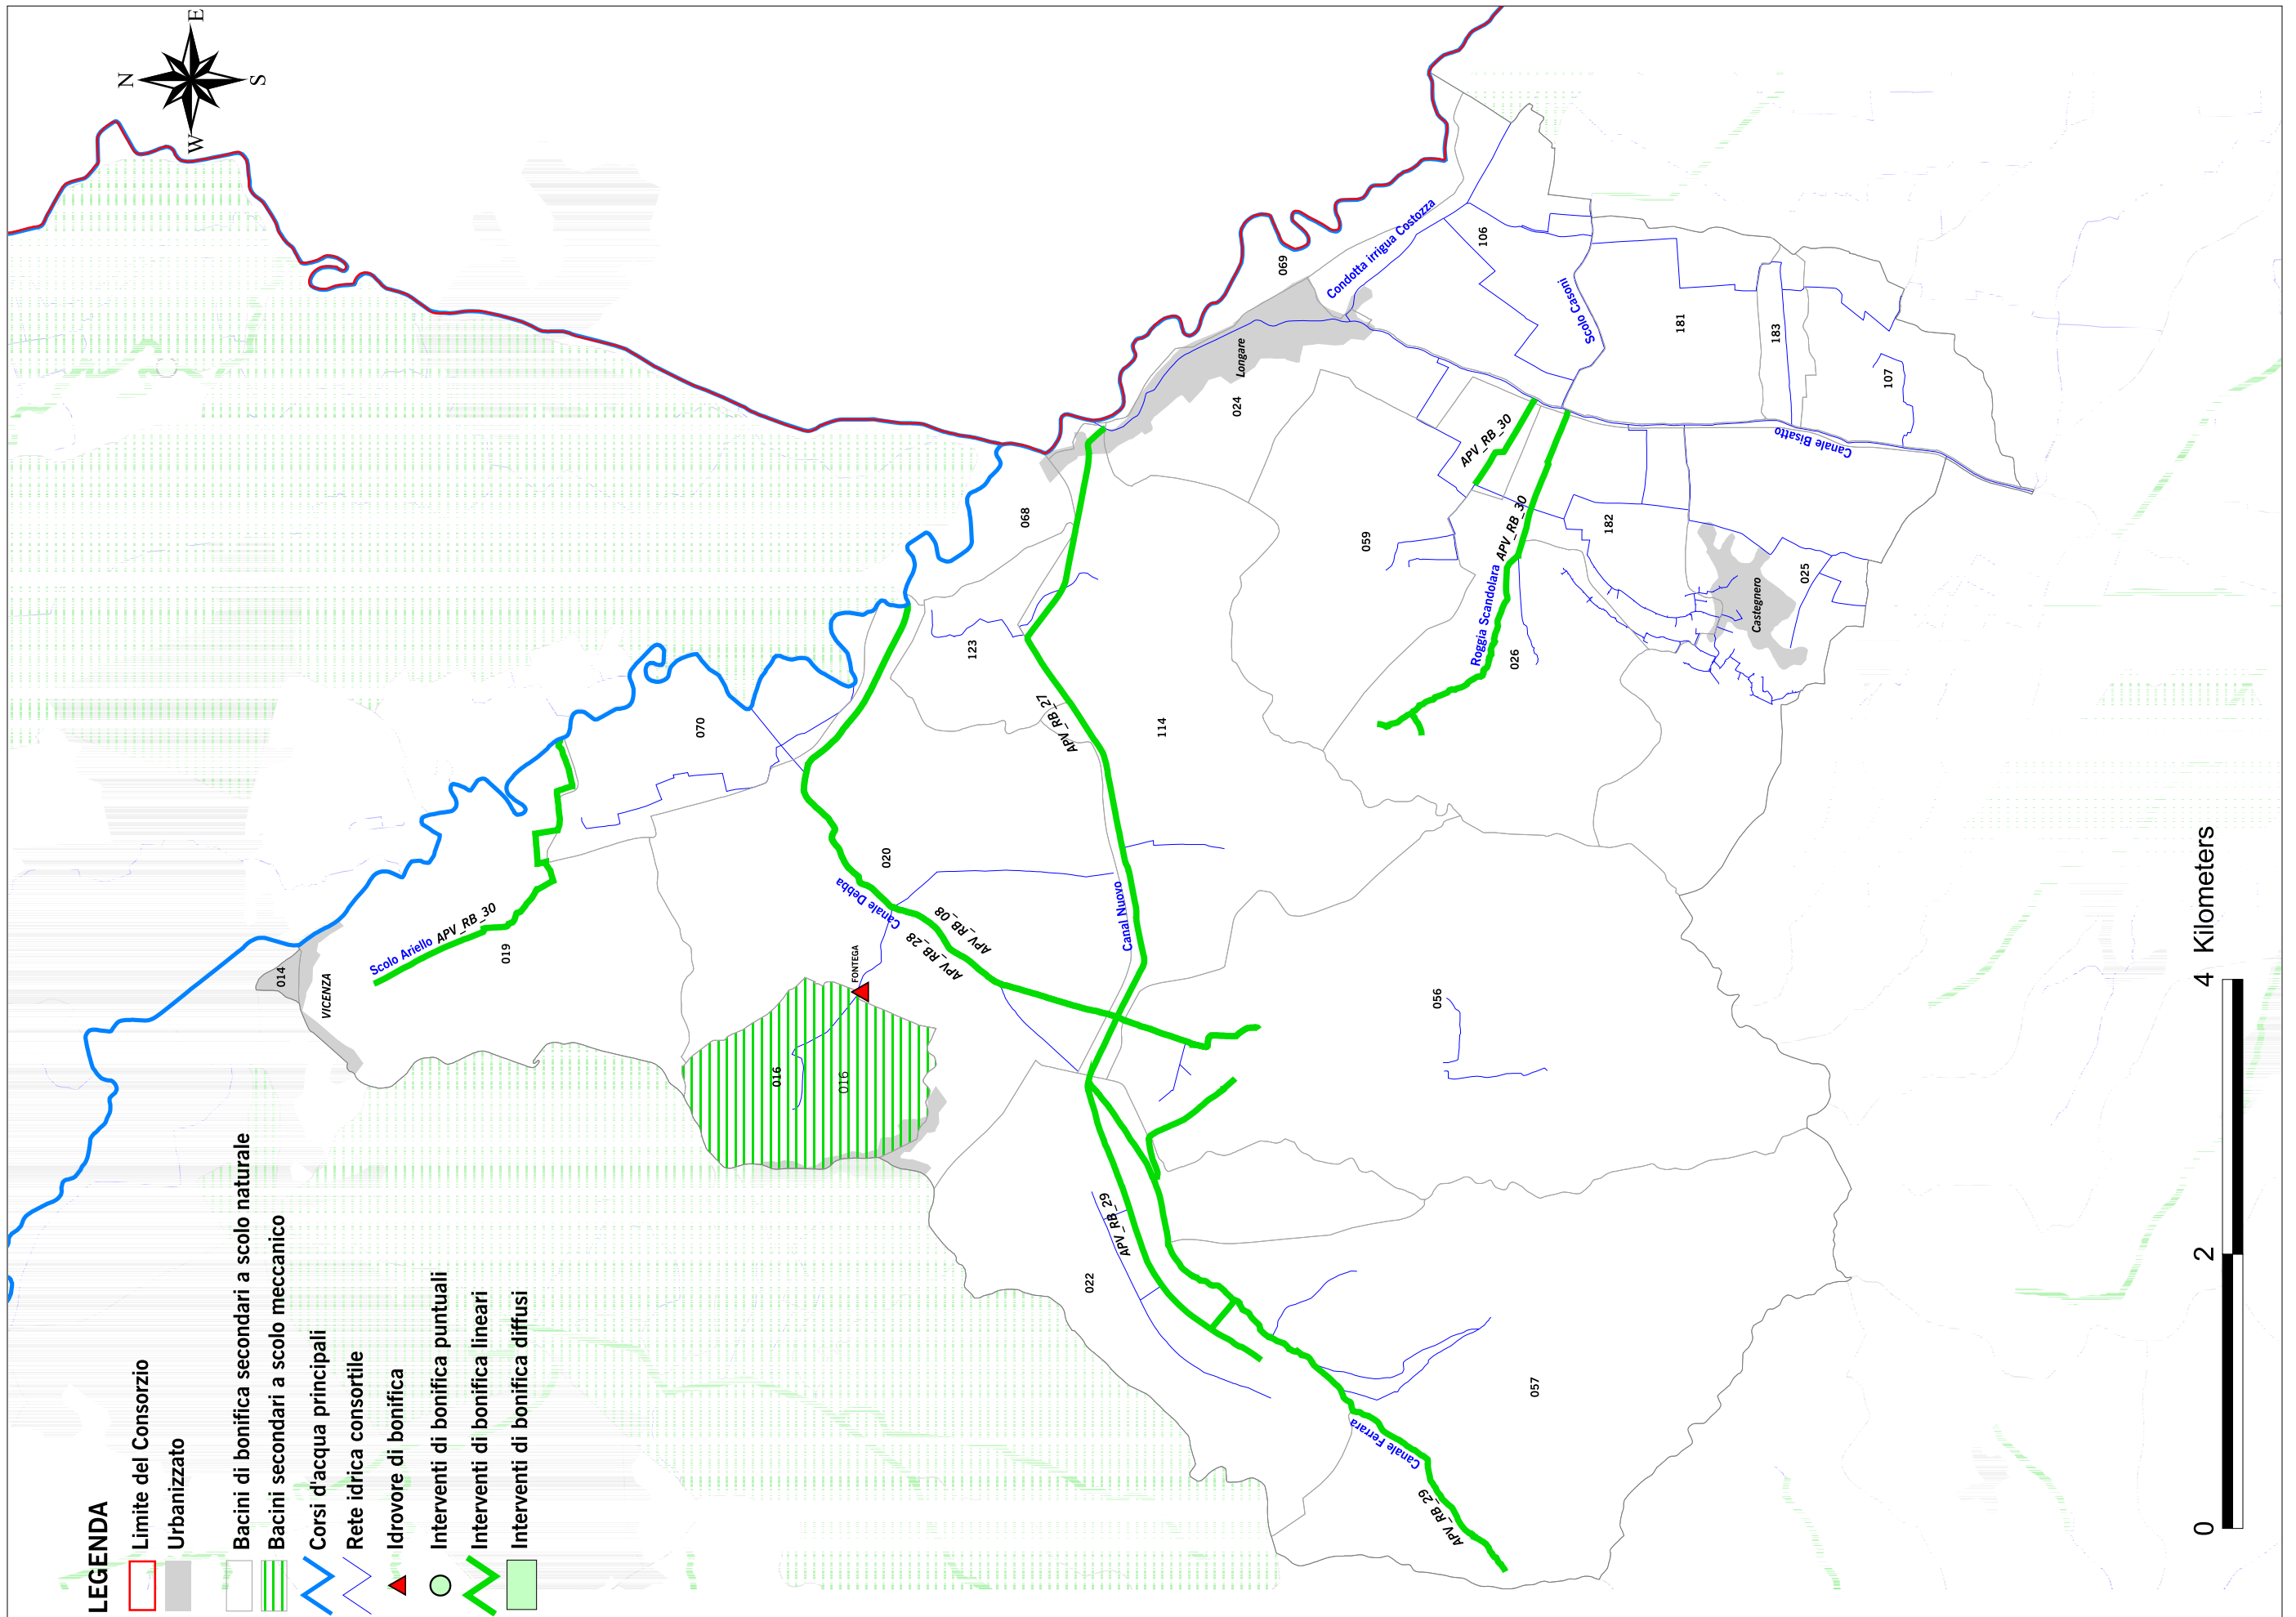 LEGENDA
Limite del Consorzio
Urbanizzato
Bacini di bonifica secondari a scolo naturale
Bacini secondari a scolo meccanico
Corsi d'acqua principali
Rete idrica consortile
Idrovore di bonifica
Interventi di bonifica puntuali
Interventi di bonifica lineari
Interventi di bonifica diffusi
N
E
S
W
014
VICENZA
Scolo Ariello APV_RB_30
019
070
016
016
FONTEGA
020
Canale Debba
APV_RB_28
APV_RB_08
123
068
APV_RB_27
114
Canal Nuovo
022
APV_RB_29
Canale Ferrara
APV_RB_29
057
056
069
Longare
024
Condotta irrigua Costozza
106
Scolo Casoni
181
183
107
Canale Bisatto
APV_RB_30
059
Roggia Scandolara APV_RB_30
026
182
Castegnero
025
0 2 4 Kilometers